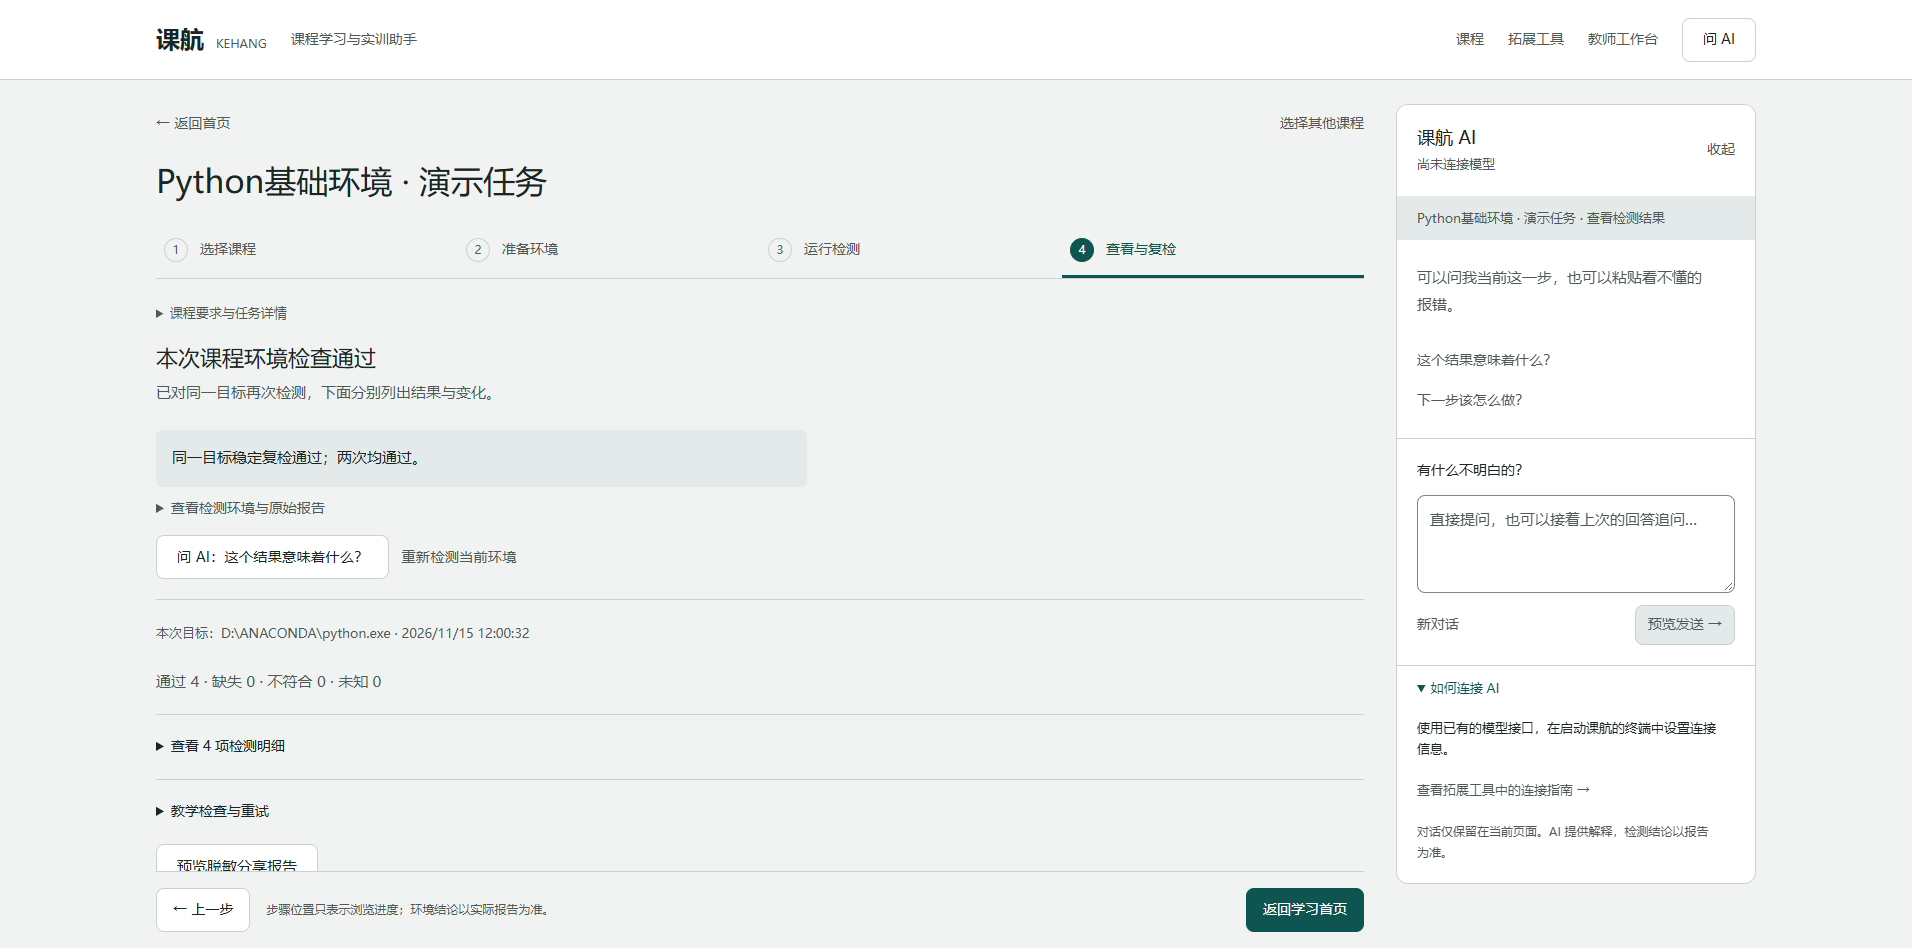 课航 KEHANG 课程学习与实训助手 课程 拓展工具 教师工作台 问 AI
← 返回首页 选择其他课程
Python基础环境 · 演示任务
1 选择课程 2 准备环境 3 运行检测 4 查看与复检
▶ 课程要求与任务详情
本次课程环境检查通过
已对同一目标再次检测，下面分别列出结果与变化。
同一目标稳定复检通过；两次均通过。
▶ 查看检测环境与原始报告
问 AI：这个结果意味着什么？ 重新检测当前环境
本次目标：D:\ANACONDA\python.exe · 2026/11/15 12:00:32
通过 4 · 缺失 0 · 不符合 0 · 未知 0
▶ 查看 4 项检测明细
▶ 教学检查与重试
预览脱敏分享报告
← 上一步 步骤位置只表示浏览进度；环境结论以实际报告为准。 返回学习首页
课航 AI
尚未连接模型
收起
Python基础环境 · 演示任务 · 查看检测结果
可以问我当前这一步，也可以粘贴看不懂的
报错。
这个结果意味着什么？
下一步该怎么做？
有什么不明白的？
直接提问，也可以接着上次的回答追问...
新对话 预览发送 →
▼ 如何连接 AI
使用已有的模型接口，在启动课航的终端中设置连接
信息。
查看拓展工具中的连接指南 →
对话仅保留在当前页面。AI 提供解释，检测结论以报告
为准。